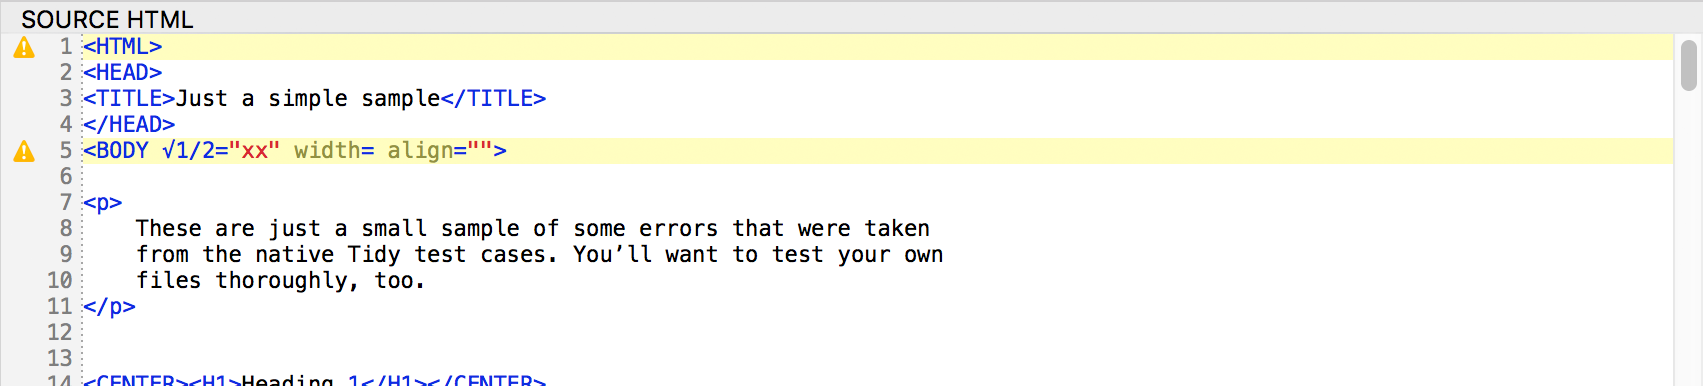 SOURCE HTML
1 <HTML>
2 <HEAD>
3 <TITLE>Just a simple sample</TITLE>
4 </HEAD>
5 <BODY √1/2="xx" width= align="">
6
7 <p>
8 These are just a small sample of some errors that were taken
9 from the native Tidy test cases. You’ll want to test your own
10 files thoroughly, too.
11 </p>
12
13
14 <CENTER><H1>Heading 1</H1></CENTER>